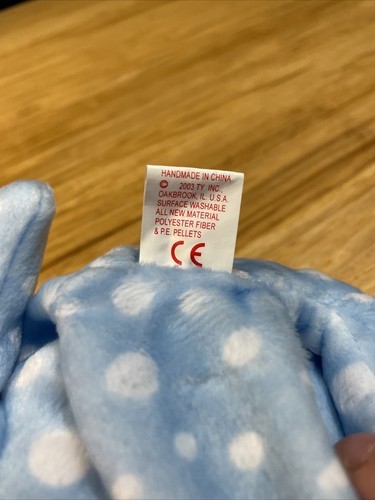 HANDMADE IN CHINA
© 2003 TY INC.
OAKBROOK, IL. U.S.A.
SURFACE WASHABLE
ALL NEW MATERIAL
POLYESTER FIBER
& P.E. PELLETS
CE